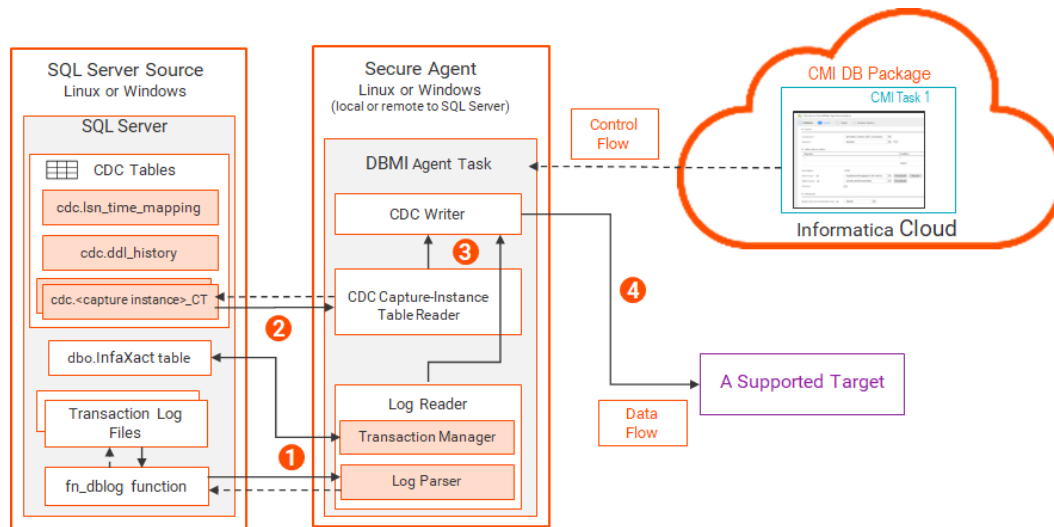 SQL Server Source
Linux or Windows
SQL Server
CDC Tables
cdc.lsn_time_mapping
cdc.ddl_history
cdc.<capture instance>_CT
dbo.InfaXact table
Transaction Log
Files
fn_dblog function
Secure Agent
Linux or Windows
(local or remote to SQL Server)
DBMI Agent Task
CDC Writer
3
CDC Capture-Instance
Table Reader
2
Log Reader
Transaction Manager
1
Log Parser
Control
Flow
4
Data
Flow
A Supported Target
CMI DB Package
CMI Task 1
Informatica Cloud